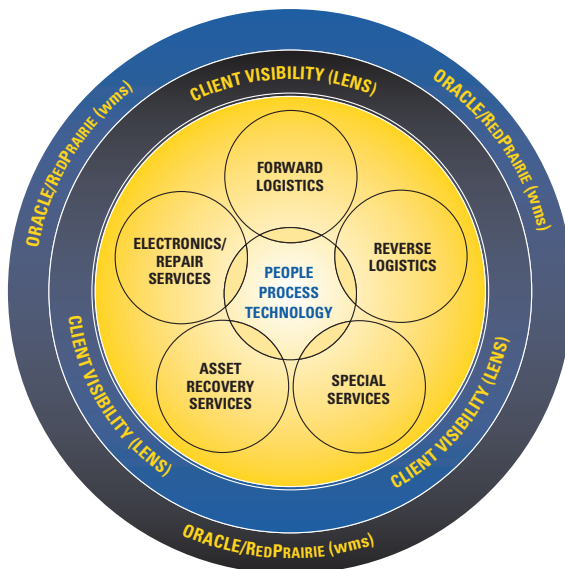 CLIENT VISIBILITY (LENS)
ORACLE/REDPRAIRIE (wms)
ORACLE/REDPRAIRIE (wms)
FORWARD
LOGISTICS
ELECTRONICS/
REPAIR
SERVICES
REVERSE
LOGISTICS
PEOPLE
PROCESS
TECHNOLOGY
ASSET
RECOVERY
SERVICES
SPECIAL
SERVICES
CLIENT VISIBILITY (LENS)
CLIENT VISIBILITY (LENS)
ORACLE/REDPRAIRIE (wms)